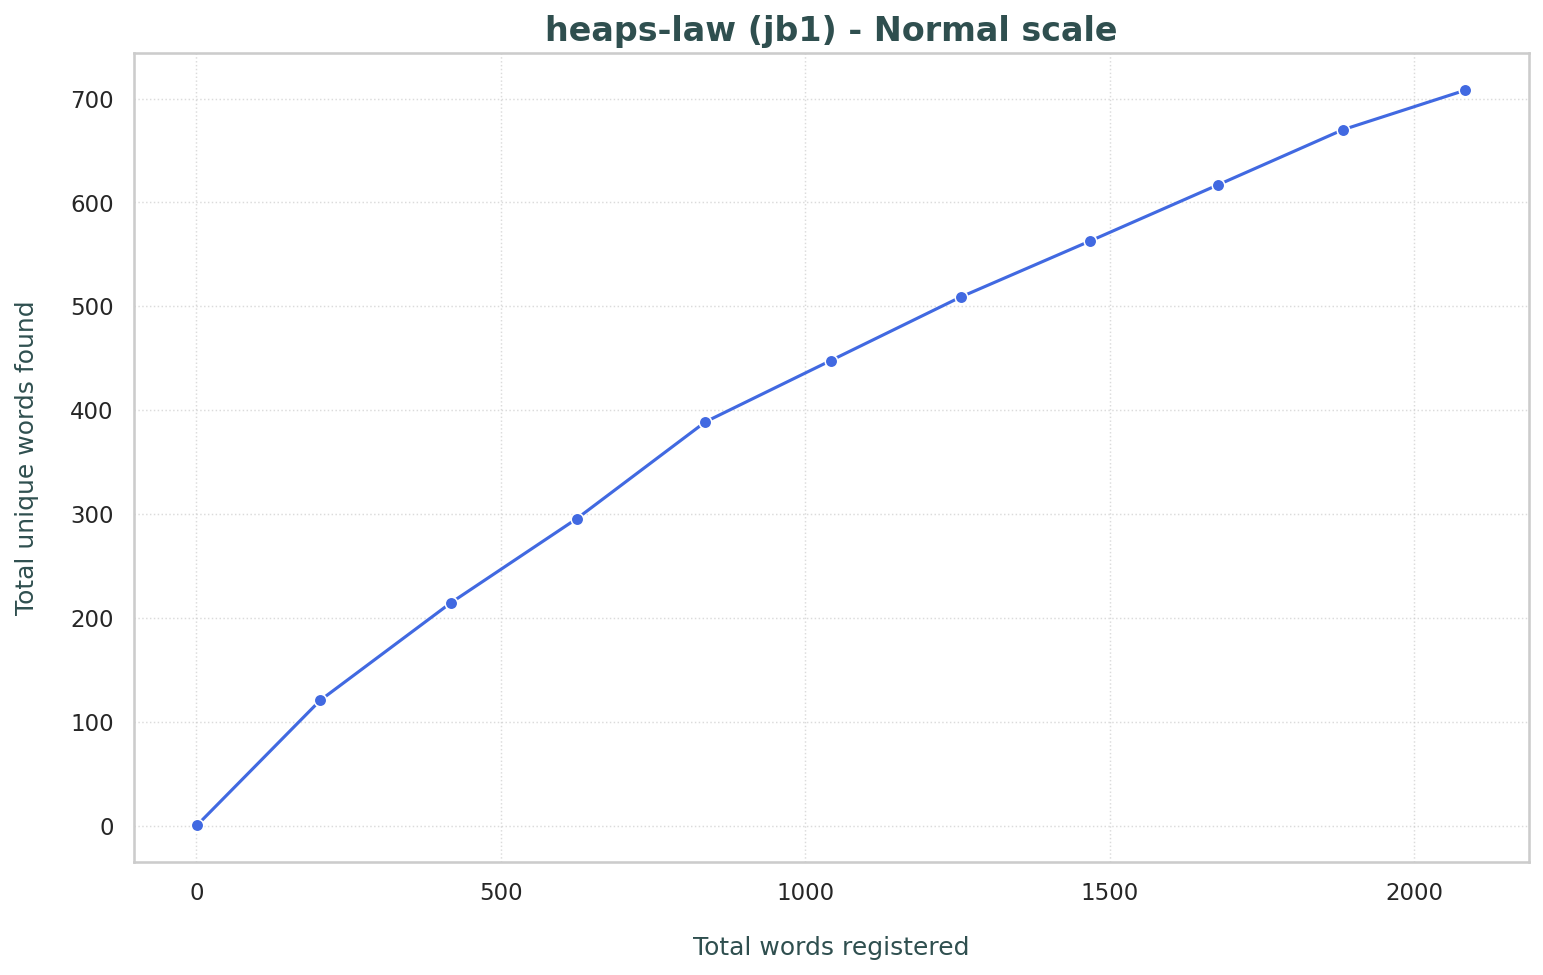 heaps-law (jb1) - Normal scale
Total unique words found
700
600
500
400
300
200
100
0
0 500 1000 1500 2000
Total words registered